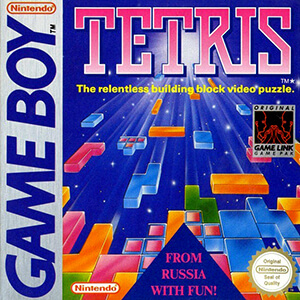 Nintendo
GAME BOY
TM
TETRIS
TM
The relentless building block video puzzle.
ORIGINAL
GAME LINK
GAME PAK
FROM
RUSSIA
WITH FUN!
Nintendo
Original
Nintendo
Seal of
Quality